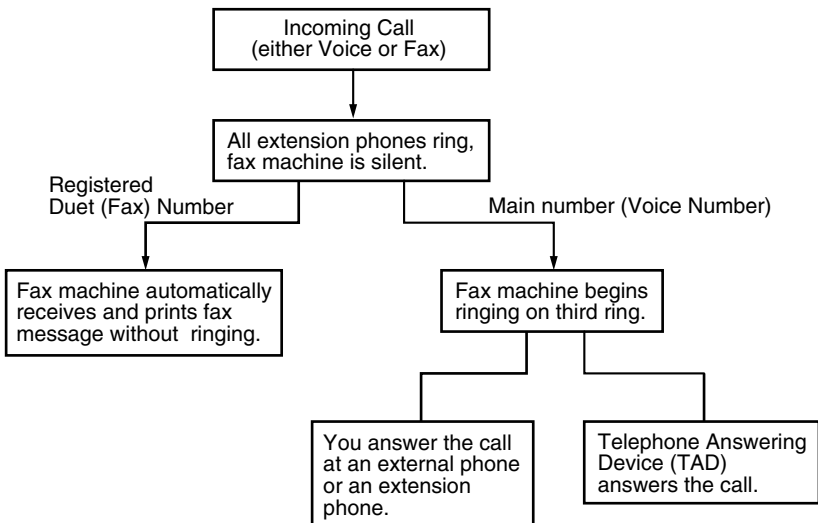 Incoming Call
(either Voice or Fax)
All extension phones ring,
fax machine is silent.
Registered
Duet (Fax) Number
Main number (Voice Number)
Fax machine automatically
receives and prints fax
message without ringing.
Fax machine begins
ringing on third ring.
You answer the call
at an external phone
or an extension
phone.
Telephone Answering
Device (TAD)
answers the call.